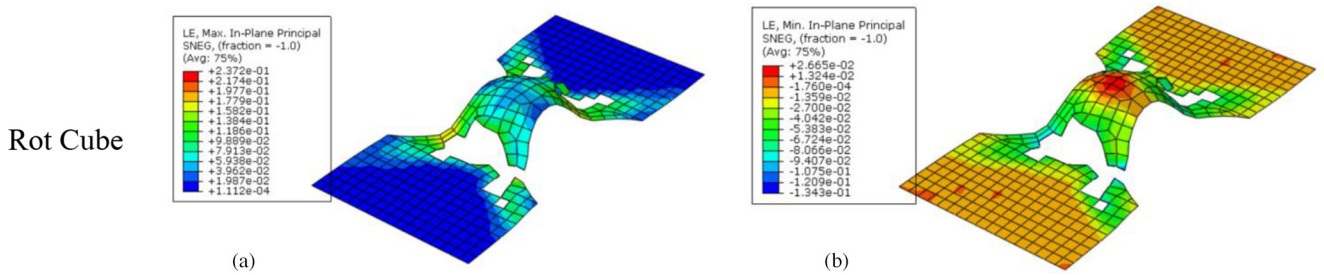 LE, Max. In-Plane Principal
SNEG, (fraction = -1.0)
(Avg: 75%)
+2.372e-01
+2.174e-01
+1.977e-01
+1.779e-01
+1.582e-01
+1.384e-01
+1.186e-01
+9.889e-02
+7.913e-02
+5.938e-02
+3.962e-02
+1.987e-02
+1.112e-04
LE, Min. In-Plane Principal
SNEG, (fraction = -1.0)
(Avg: 75%)
+2.665e-02
+1.324e-02
-1.760e-04
-1.359e-02
-2.700e-02
-4.042e-02
-5.383e-02
-6.724e-02
-8.066e-02
-9.407e-02
-1.075e-01
-1.209e-01
-1.343e-01
Rot Cube
(a)
(b)